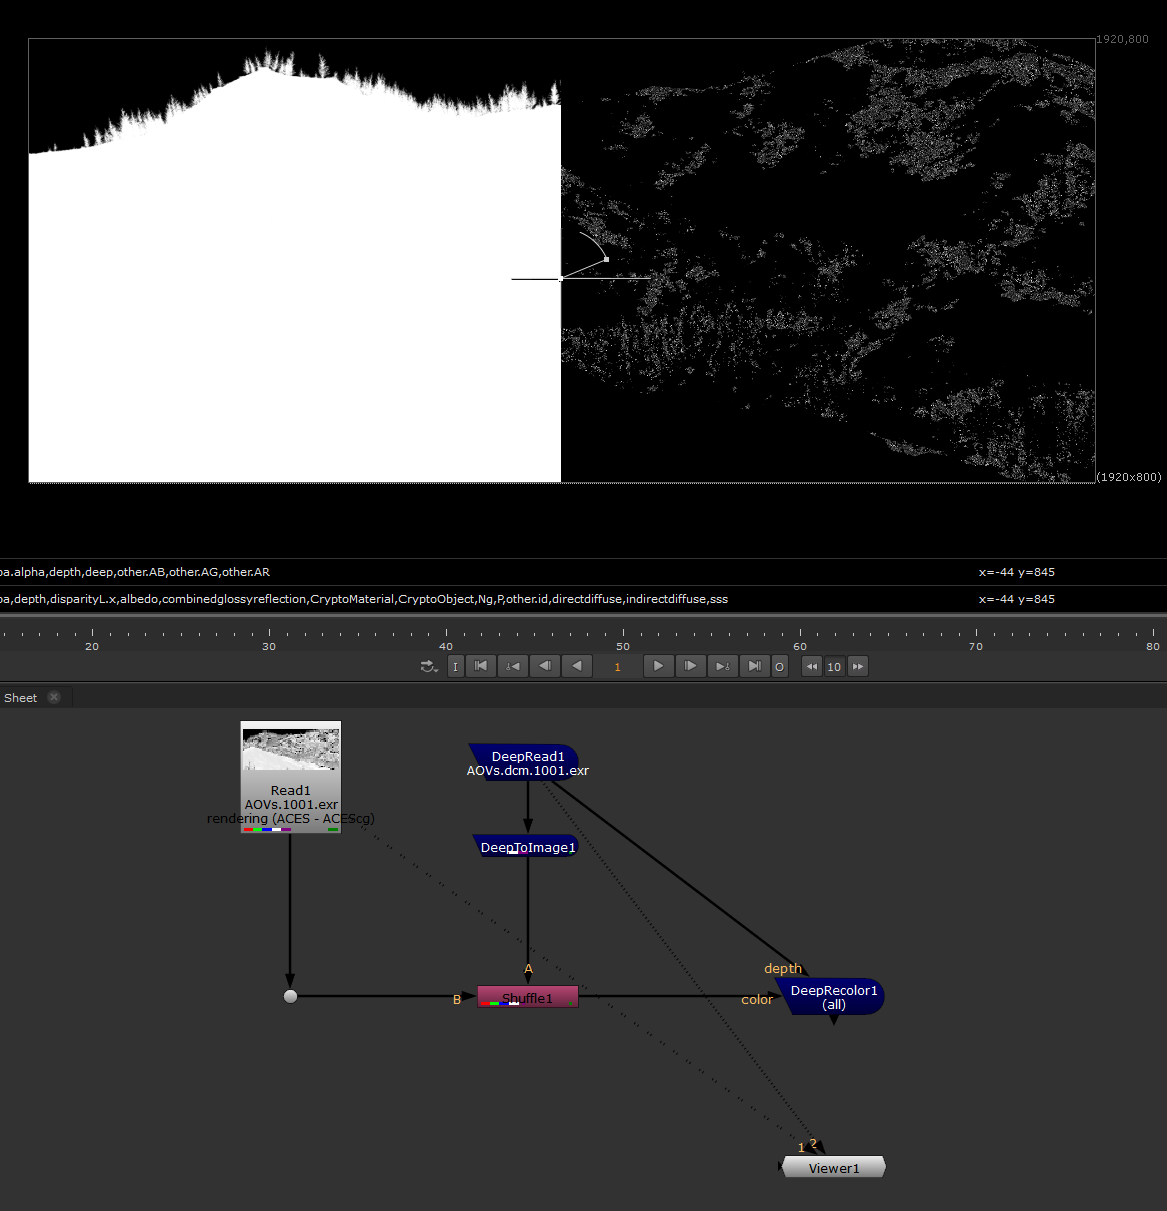 1920,800
(1920x800)
ba.alpha,depth,deep,other.AB,other.AG,other.AR
x=-44 y=845
ba,depth,disparityL.x,albedo,combinedglossyreflection,CryptoMaterial,CryptoObject,Ng,P,other.id,directdiffuse,indirectdiffuse,sss
x=-44 y=845
20 30 40 50 60 70 80
I 1 O 10
Sheet
Read1
AOVs.1001.exr
rendering (ACES - ACEScg)
DeepRead1
AOVs.dcm.1001.exr
DeepToImage1
A
B
Shuffle1
depth
color
DeepRecolor1
(all)
1 2
Viewer1